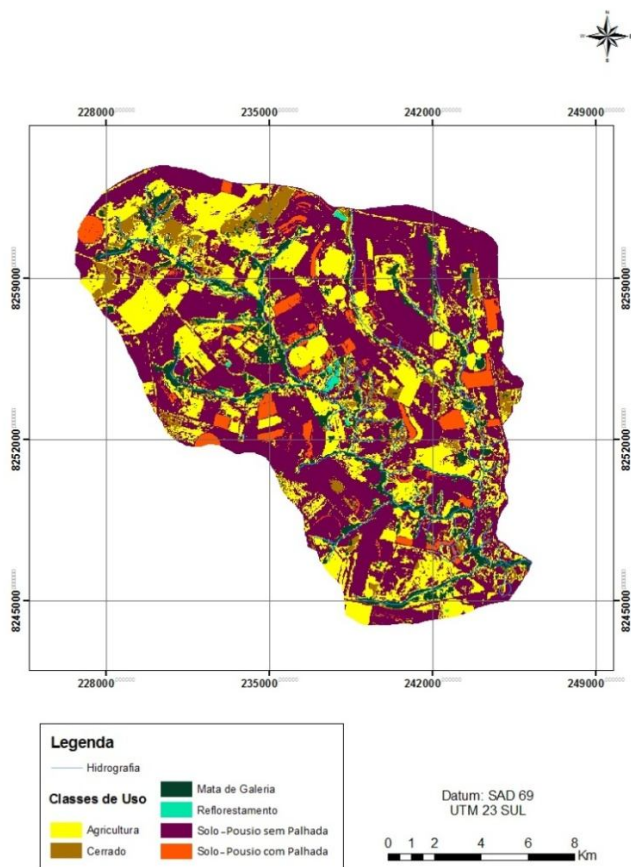 N
228000 235000 242000 249000
8259000 8259000
8252000 8252000
8245000 8245000
228000 235000 242000 249000
Legenda
Hidrografia
Classes de Uso
Agricultura
Cerrado
Mata de Galeria
Reflorestamento
Solo-Pousio sem Palhada
Solo-Pousio com Palhada
Datum: SAD 69
UTM 23 SUL
0 1 2 4 6 8
Km